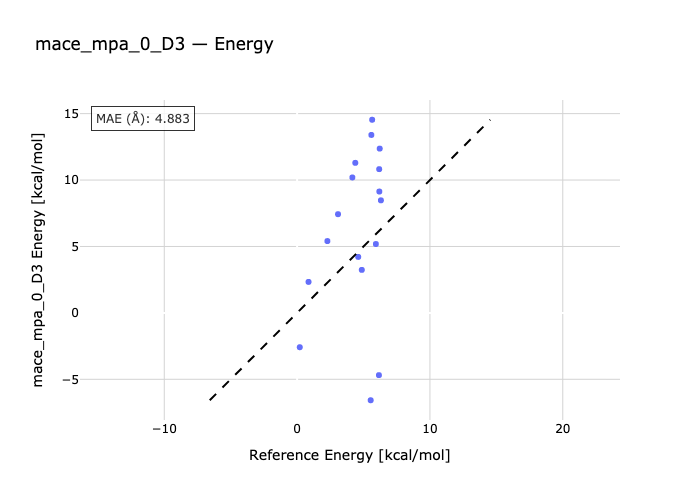 mace_mpa_0_D3 — Energy
MAE (Å): 4.883
mace_mpa_0_D3 Energy [kcal/mol]
15
10
5
0
−5
−10
0
10
20
Reference Energy [kcal/mol]